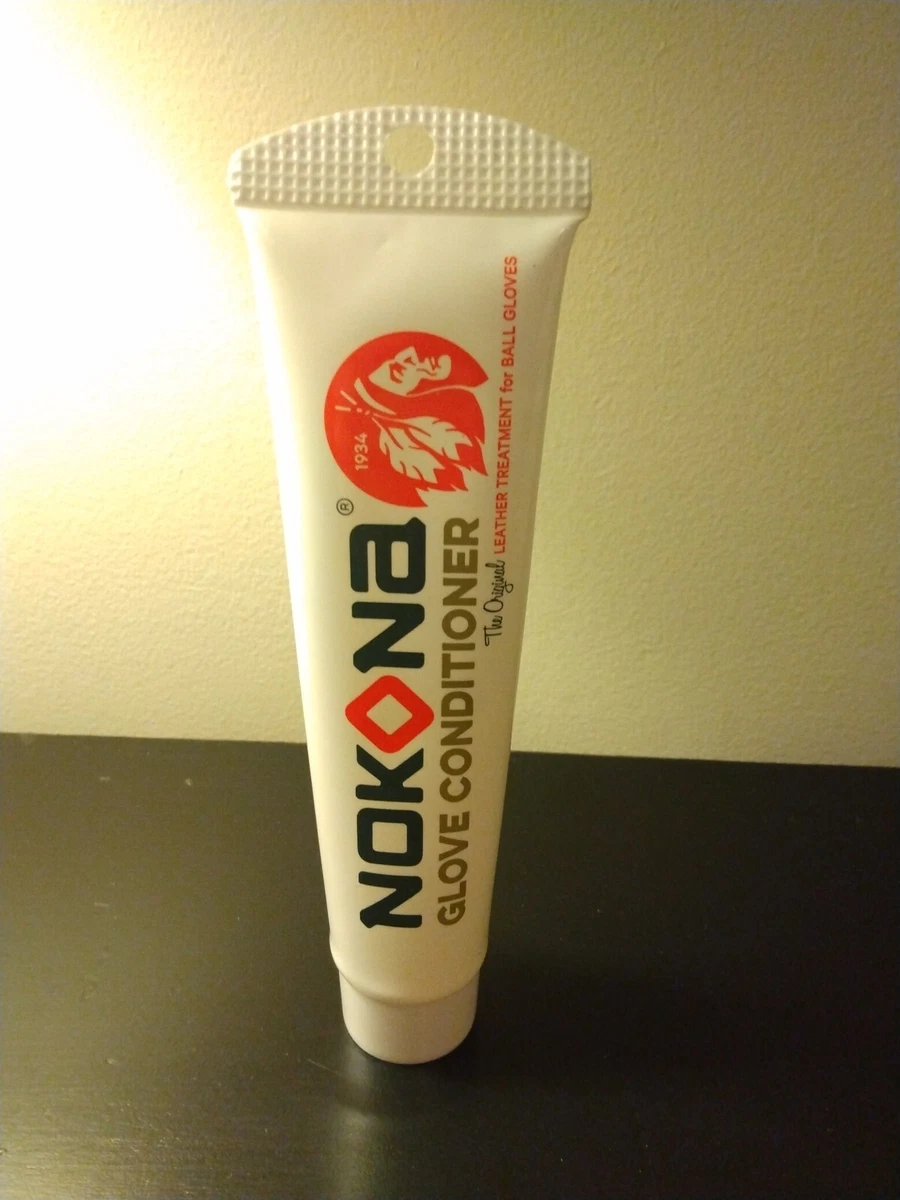 1934
NOKONA®
GLOVE CONDITIONER
The Original LEATHER TREATMENT for BALL GLOVES